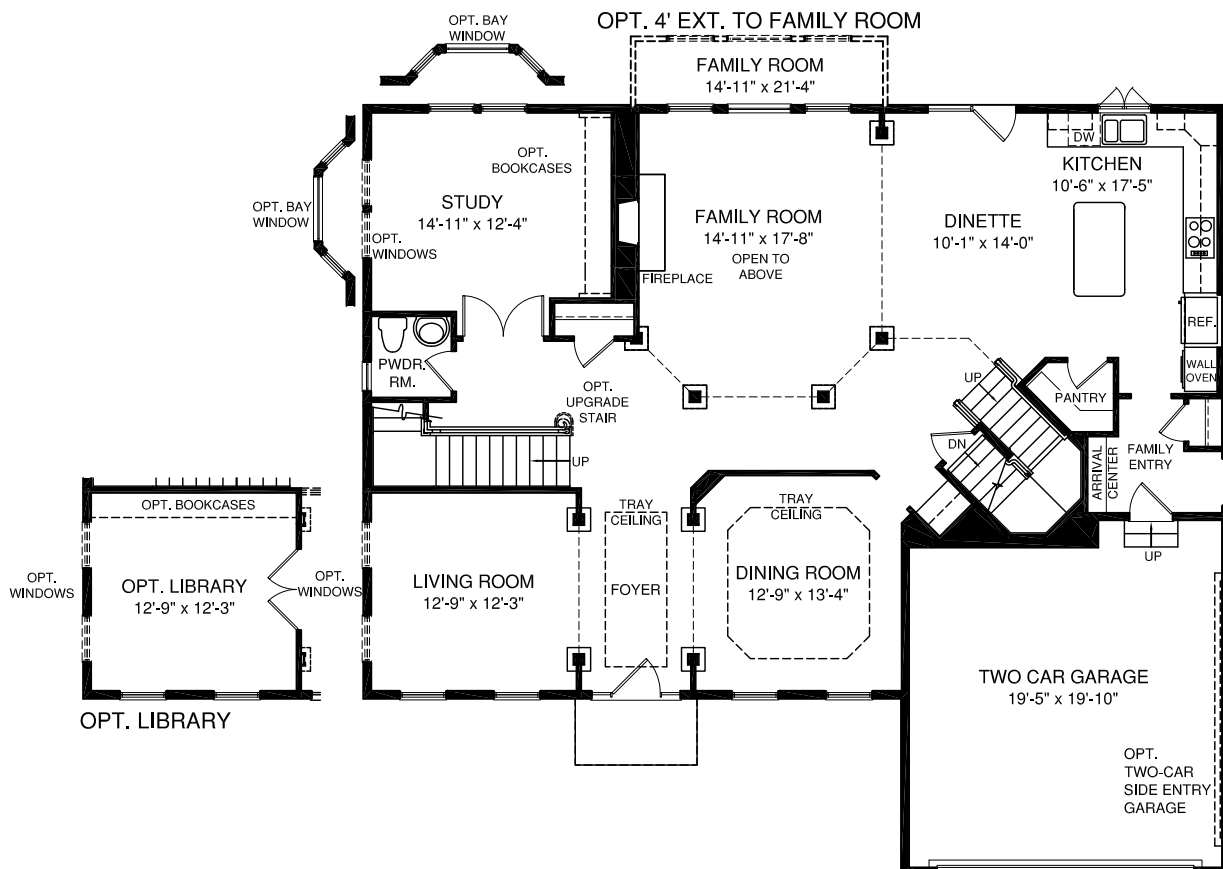 OPT. 4' EXT. TO FAMILY ROOM
OPT. BAY
WINDOW
FAMILY ROOM
14'-11" x 21'-4"
OPT.
BOOKCASES
DW
KITCHEN
10'-6" x 17'-5"
OPT. BAY
WINDOW
STUDY
14'-11" x 12'-4"
OPT.
WINDOWS
FAMILY ROOM
14'-11" x 17'-8"
OPEN TO
ABOVE
DINETTE
10'-1" x 14'-0"
FIREPLACE
REF.
WALL
OVEN
PWDR.
RM.
OPT.
UPGRADE
STAIR
UP
PANTRY
UP
DN
ARRIVAL
CENTER
FAMILY
ENTRY
OPT. BOOKCASES
TRAY
CEILING
TRAY
CEILING
UP
OPT.
WINDOWS
OPT. LIBRARY
12'-9" x 12'-3"
OPT.
WINDOWS
LIVING ROOM
12'-9" x 12'-3"
FOYER
DINING ROOM
12'-9" x 13'-4"
TWO CAR GARAGE
19'-5" x 19'-10"
OPT. LIBRARY
OPT.
TWO-CAR
SIDE ENTRY
GARAGE